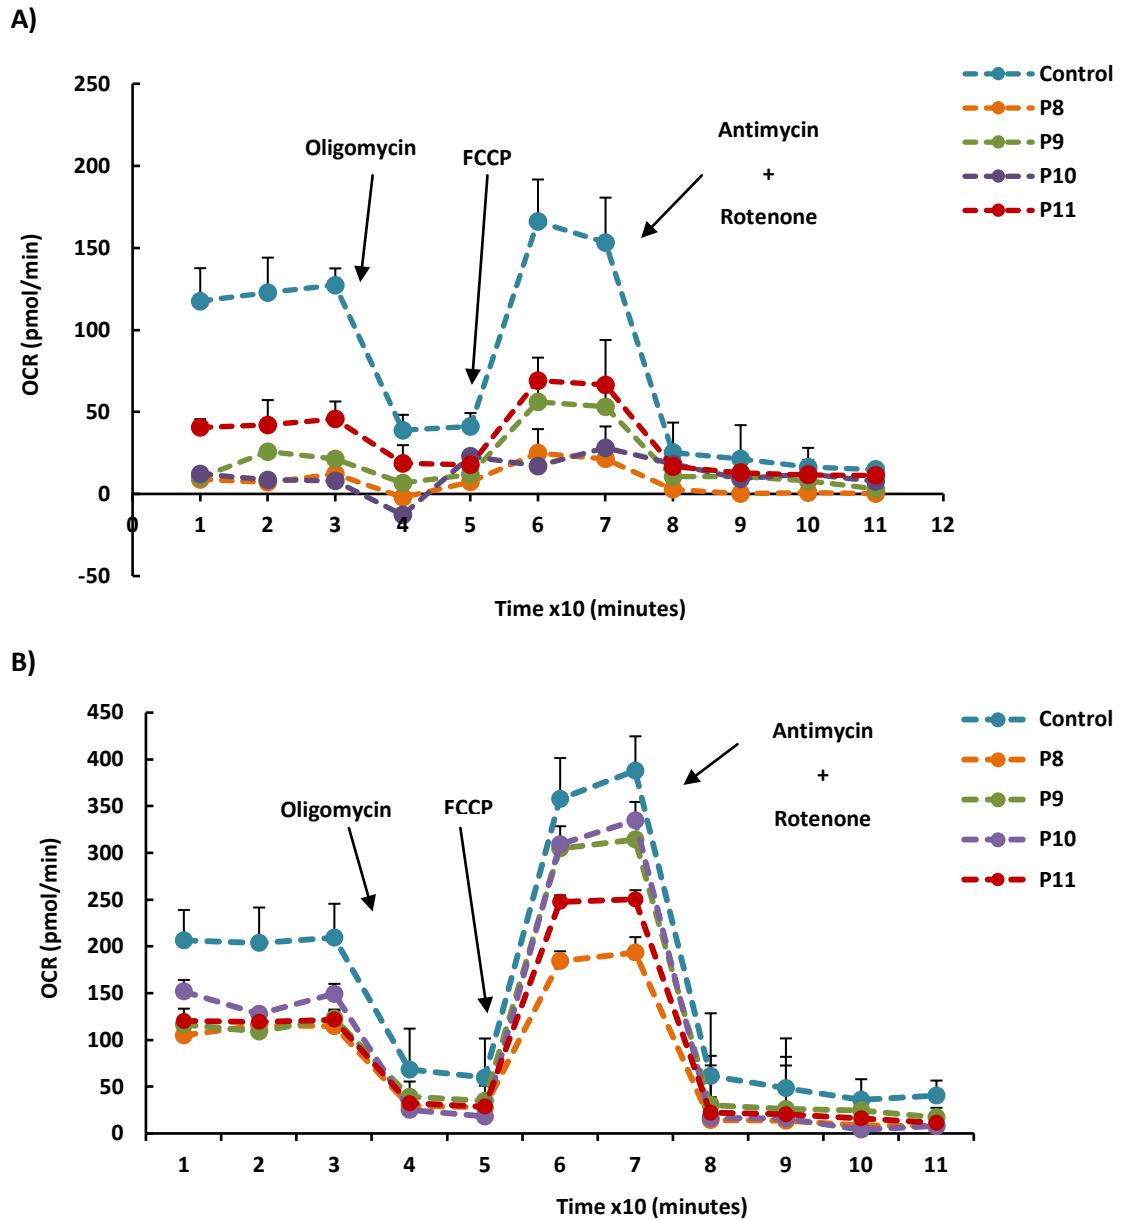 A)
250
200
150
100
50
0
-50
OCR (pmol/min)
Oligomycin
FCCP
Antimycin
+
Rotenone
Control
P8
P9
P10
P11
0 1 2 3 4 5 6 7 8 9 10 11 12
Time x10 (minutes)
B)
450
400
350
300
250
200
150
100
50
0
OCR (pmol/min)
Oligomycin
FCCP
Antimycin
+
Rotenone
Control
P8
P9
P10
P11
1 2 3 4 5 6 7 8 9 10 11
Time x10 (minutes)